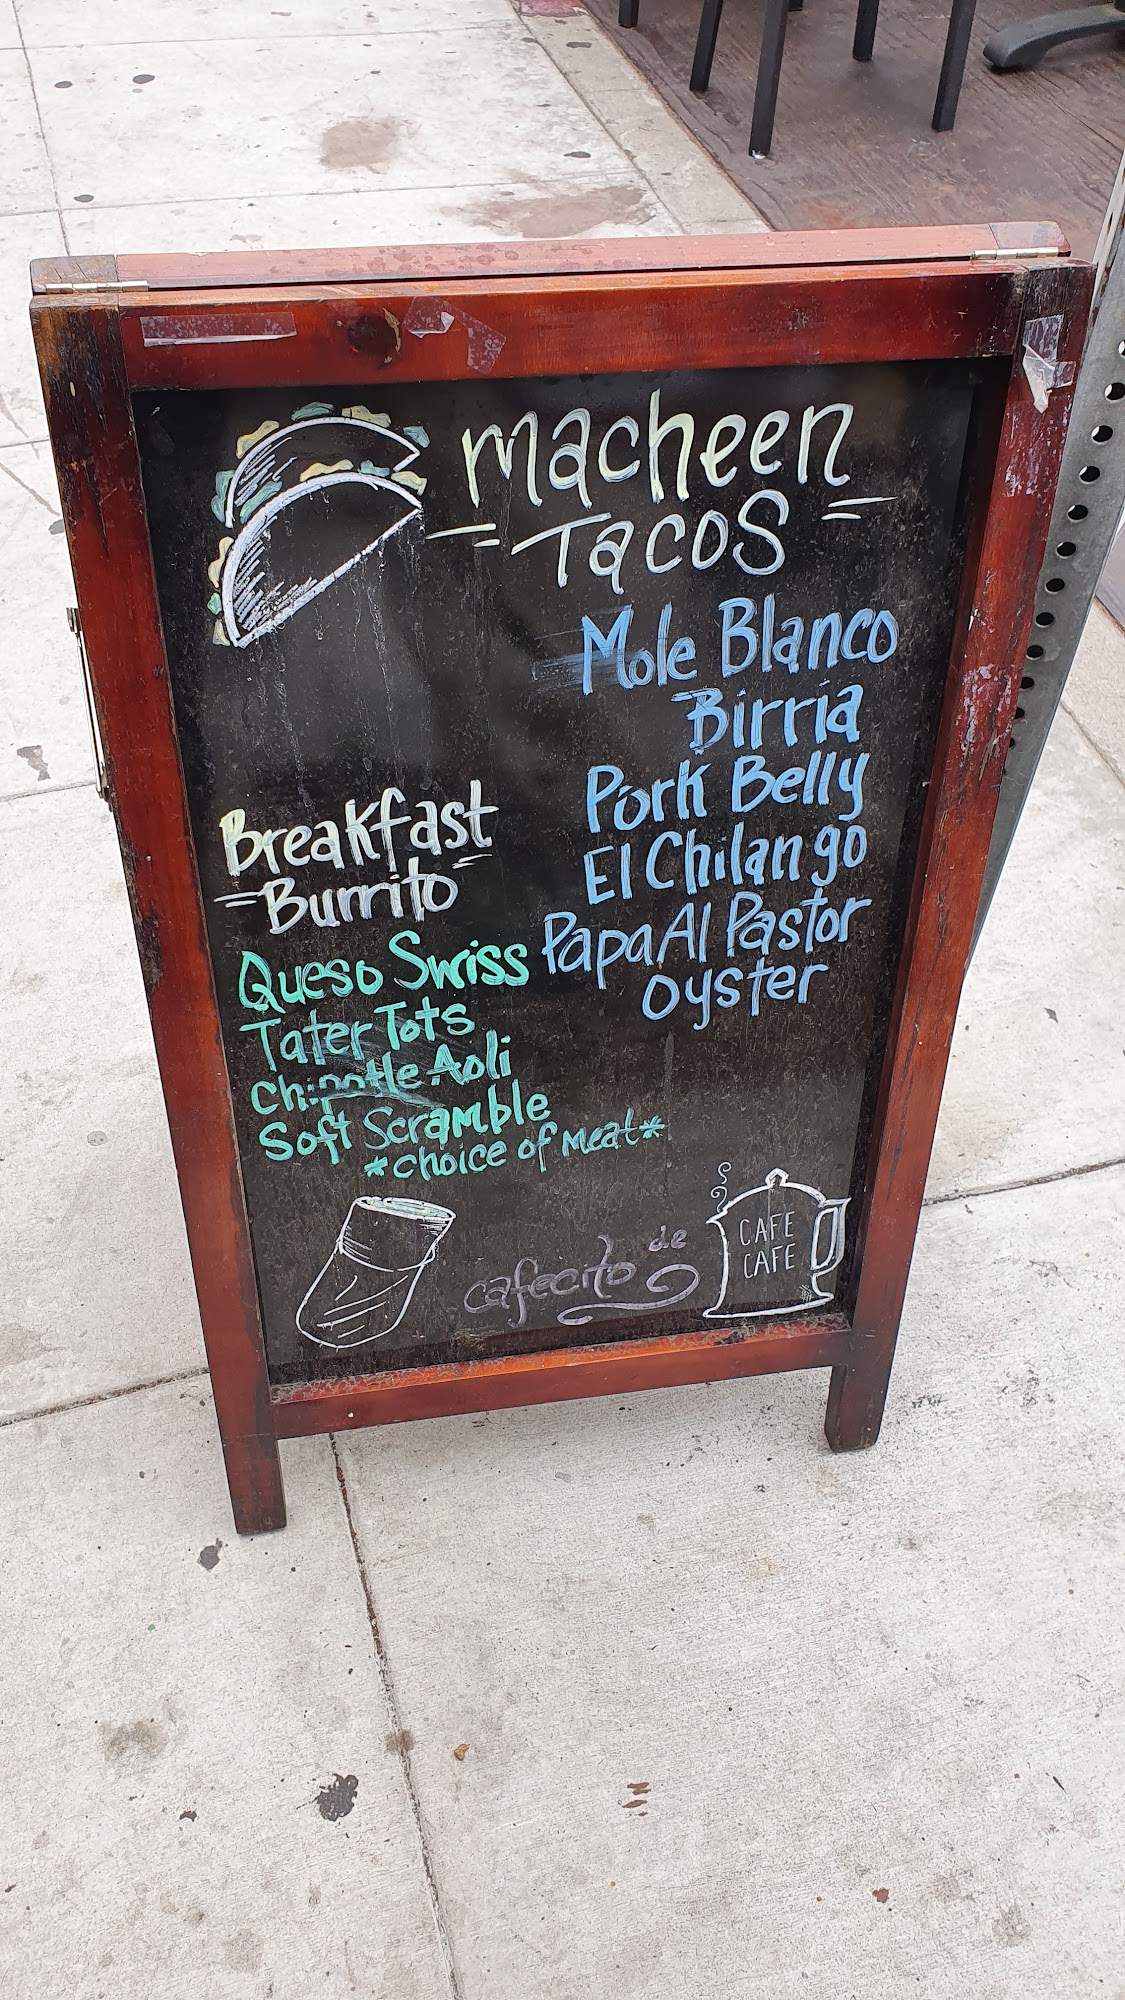 macheen
Tacos
Mole Blanco
Birria
Pork Belly
El Chilango
Papa Al Pastor
oyster
Breakfast
Burrito
Queso Swiss
Tater Tots
Chipotle Aoli
Soft Scramble
*choice of meat*
cafecito de
CAFE
CAFE